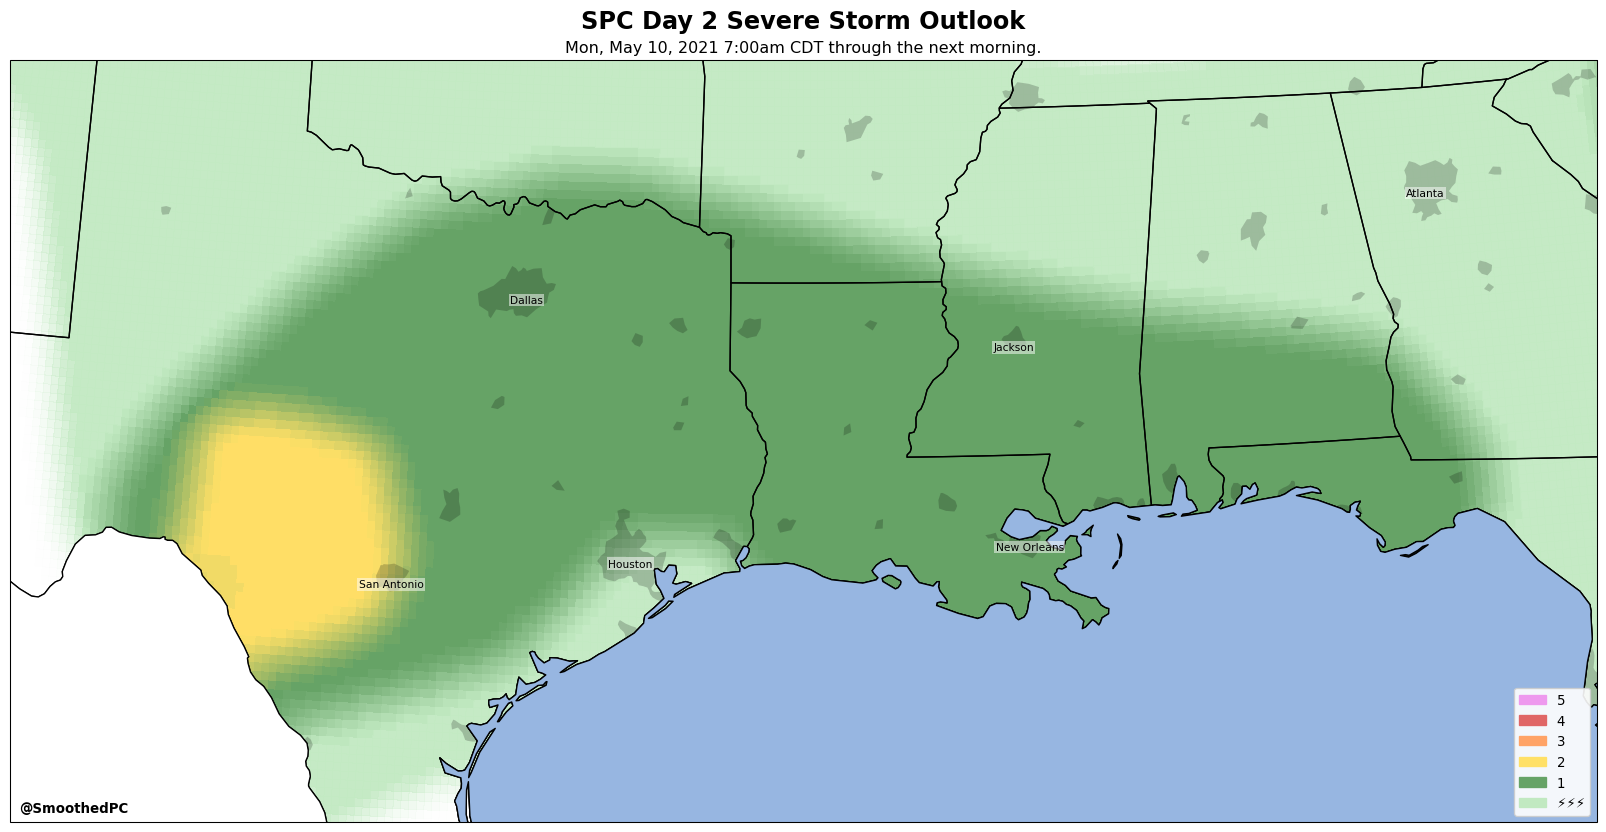 SPC Day 2 Severe Storm Outlook
Mon, May 10, 2021 7:00am CDT through the next morning.
Atlanta
Dallas
Jackson
New Orleans
Houston
San Antonio
5
4
3
2
1
⚡⚡⚡
@SmoothedPC